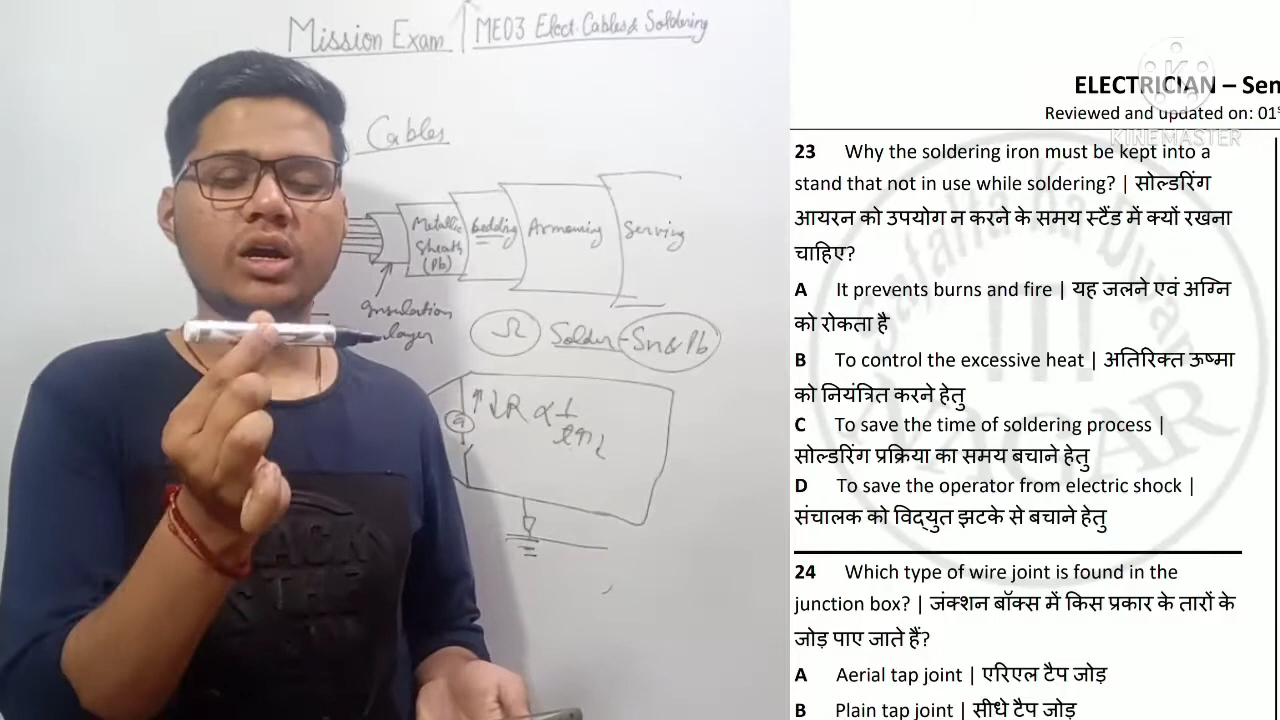 Mission Exam
ME03 Elect. Cables & Soldering
Cables
Metallic
Sheath
(Pb)
bedding
Armouring
Serving
Insulation
layer
Ω
Solder - Sn & Pb
ELECTRICIAN – Sem
Reviewed and updated on: 01
KINEMASTER
23 Why the soldering iron must be kept into a
stand that not in use while soldering? | सोल्डरिंग
आयरन को उपयोग न करने के समय स्टैंड में क्यों रखना
चाहिए?
A It prevents burns and fire | यह जलने एवं अग्नि
को रोकता है
B To control the excessive heat | अतिरिक्त ऊष्मा
को नियंत्रित करने हेतु
C To save the time of soldering process |
सोल्डरिंग प्रक्रिया का समय बचाने हेतु
D To save the operator from electric shock |
संचालक को विद्युत झटके से बचाने हेतु
24 Which type of wire joint is found in the
junction box? | जंक्शन बॉक्स में किस प्रकार के तारों के
जोड़ पाए जाते हैं?
A Aerial tap joint | एरिएल टैप जोड़
B Plain tap joint | सीधे टैप जोड़